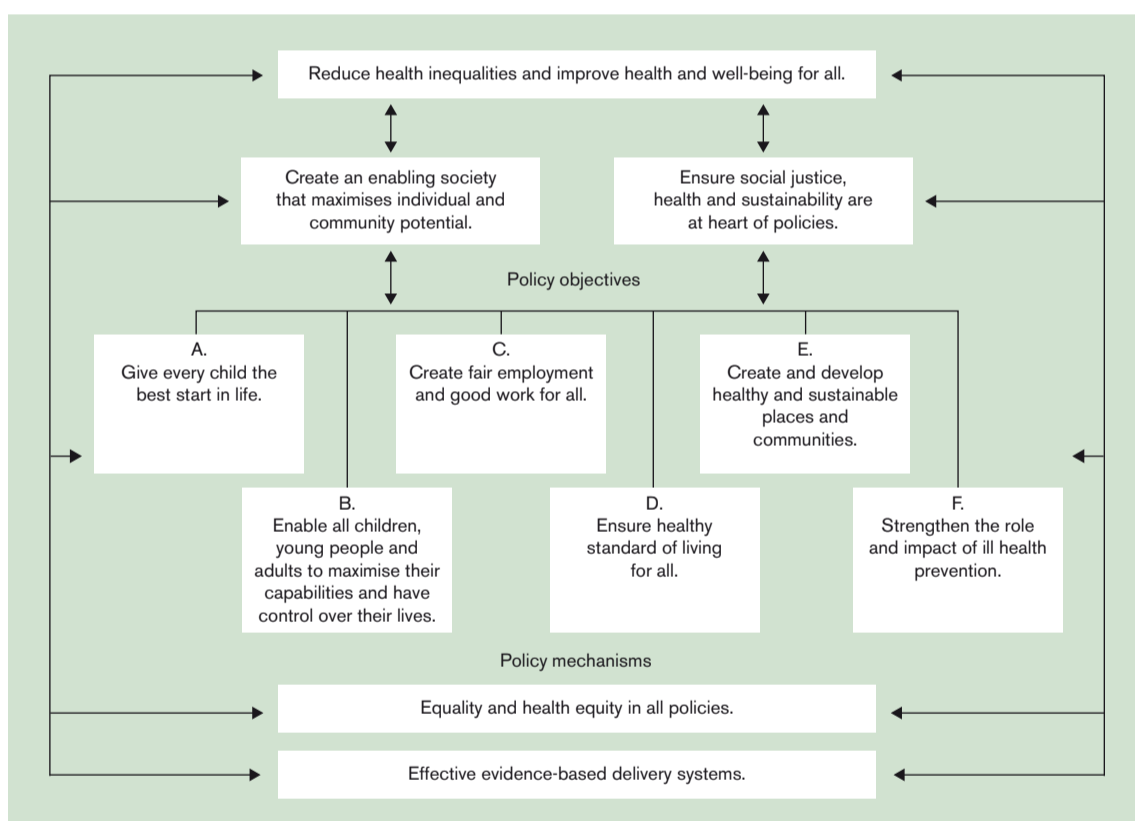 Reduce health inequalities and improve health and well-being for all.
Create an enabling society
that maximises individual and
community potential.
Ensure social justice,
health and sustainability are
at heart of policies.
Policy objectives
A.
Give every child the
best start in life.
C.
Create fair employment
and good work for all.
E.
Create and develop
healthy and sustainable
places and
communities.
B.
Enable all children,
young people and
adults to maximise their
capabilities and have
control over their lives.
D.
Ensure healthy
standard of living
for all.
F.
Strengthen the role
and impact of ill health
prevention.
Policy mechanisms
Equality and health equity in all policies.
Effective evidence-based delivery systems.